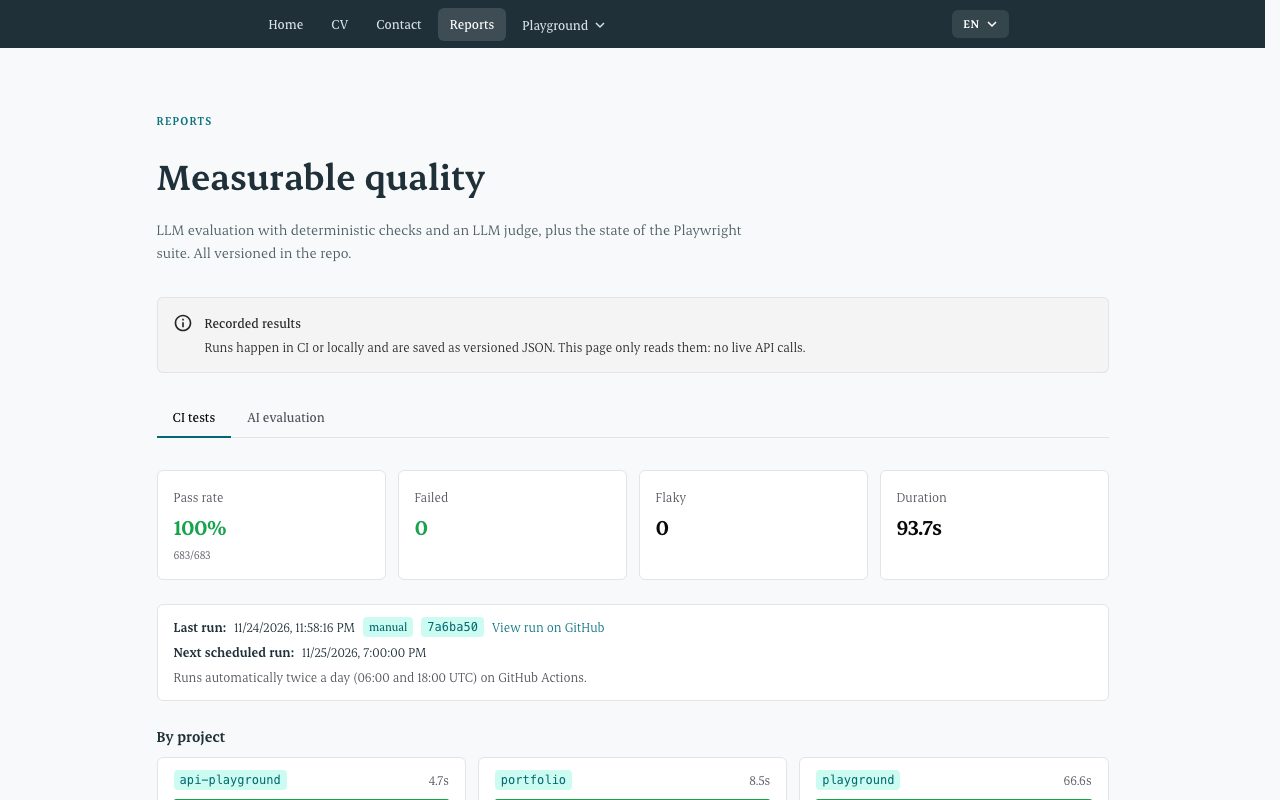 Home CV Contact Reports Playground EN
REPORTS
Measurable quality
LLM evaluation with deterministic checks and an LLM judge, plus the state of the Playwright
suite. All versioned in the repo.
Recorded results
Runs happen in CI or locally and are saved as versioned JSON. This page only reads them: no live API calls.
CI tests AI evaluation
Pass rate Failed Flaky Duration
100% 0 0 93.7s
683/683
Last run: 11/24/2026, 11:58:16 PM manual 7a6ba50 View run on GitHub
Next scheduled run: 11/25/2026, 7:00:00 PM
Runs automatically twice a day (06:00 and 18:00 UTC) on GitHub Actions.
By project
api-playground 4.7s portfolio 8.5s playground 66.6s